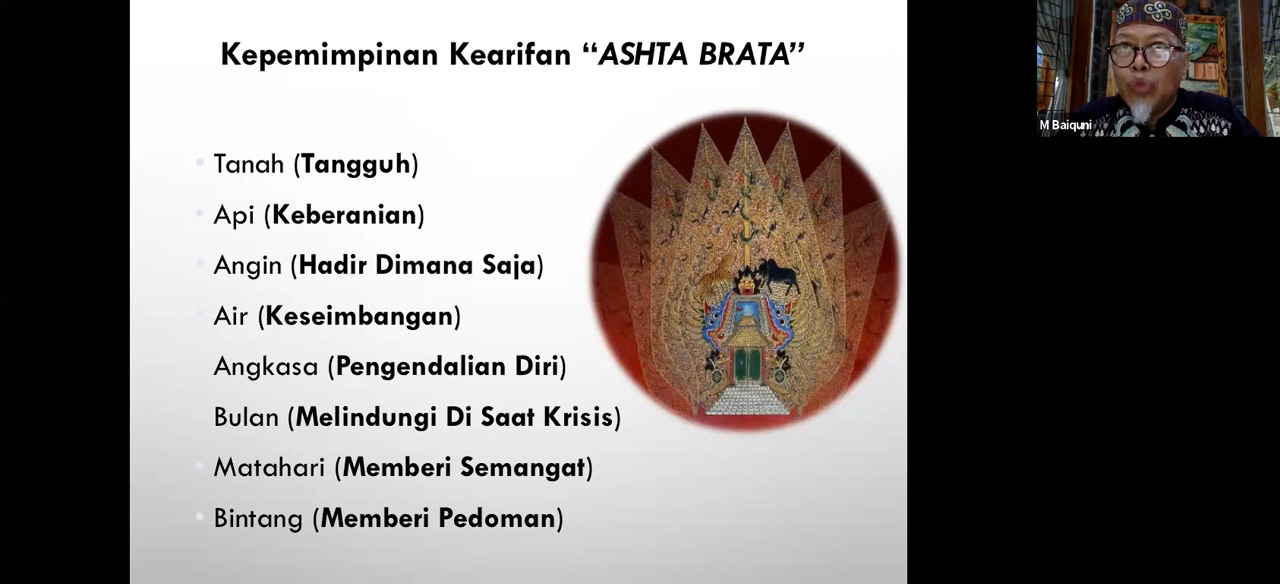 Kepemimpinan Kearifan “ASHTA BRATA”
Tanah (Tangguh)
Api (Keberanian)
Angin (Hadir Dimana Saja)
Air (Keseimbangan)
Angkasa (Pengendalian Diri)
Bulan (Melindungi Di Saat Krisis)
Matahari (Memberi Semangat)
Bintang (Memberi Pedoman)
M Baiquni